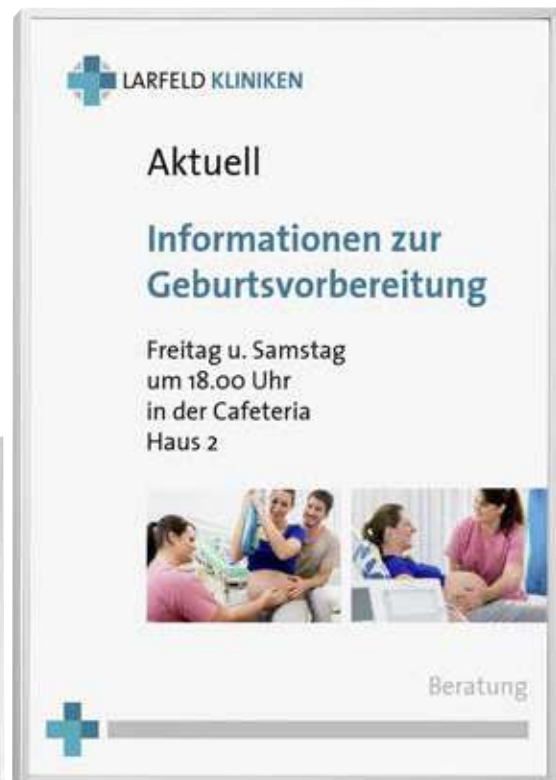 LARFELD KLINIKEN
Aktuell
Informationen zur
Geburtsvorbereitung
Freitag u. Samstag
um 18.00 Uhr
in der Cafeteria
Haus 2
Beratung